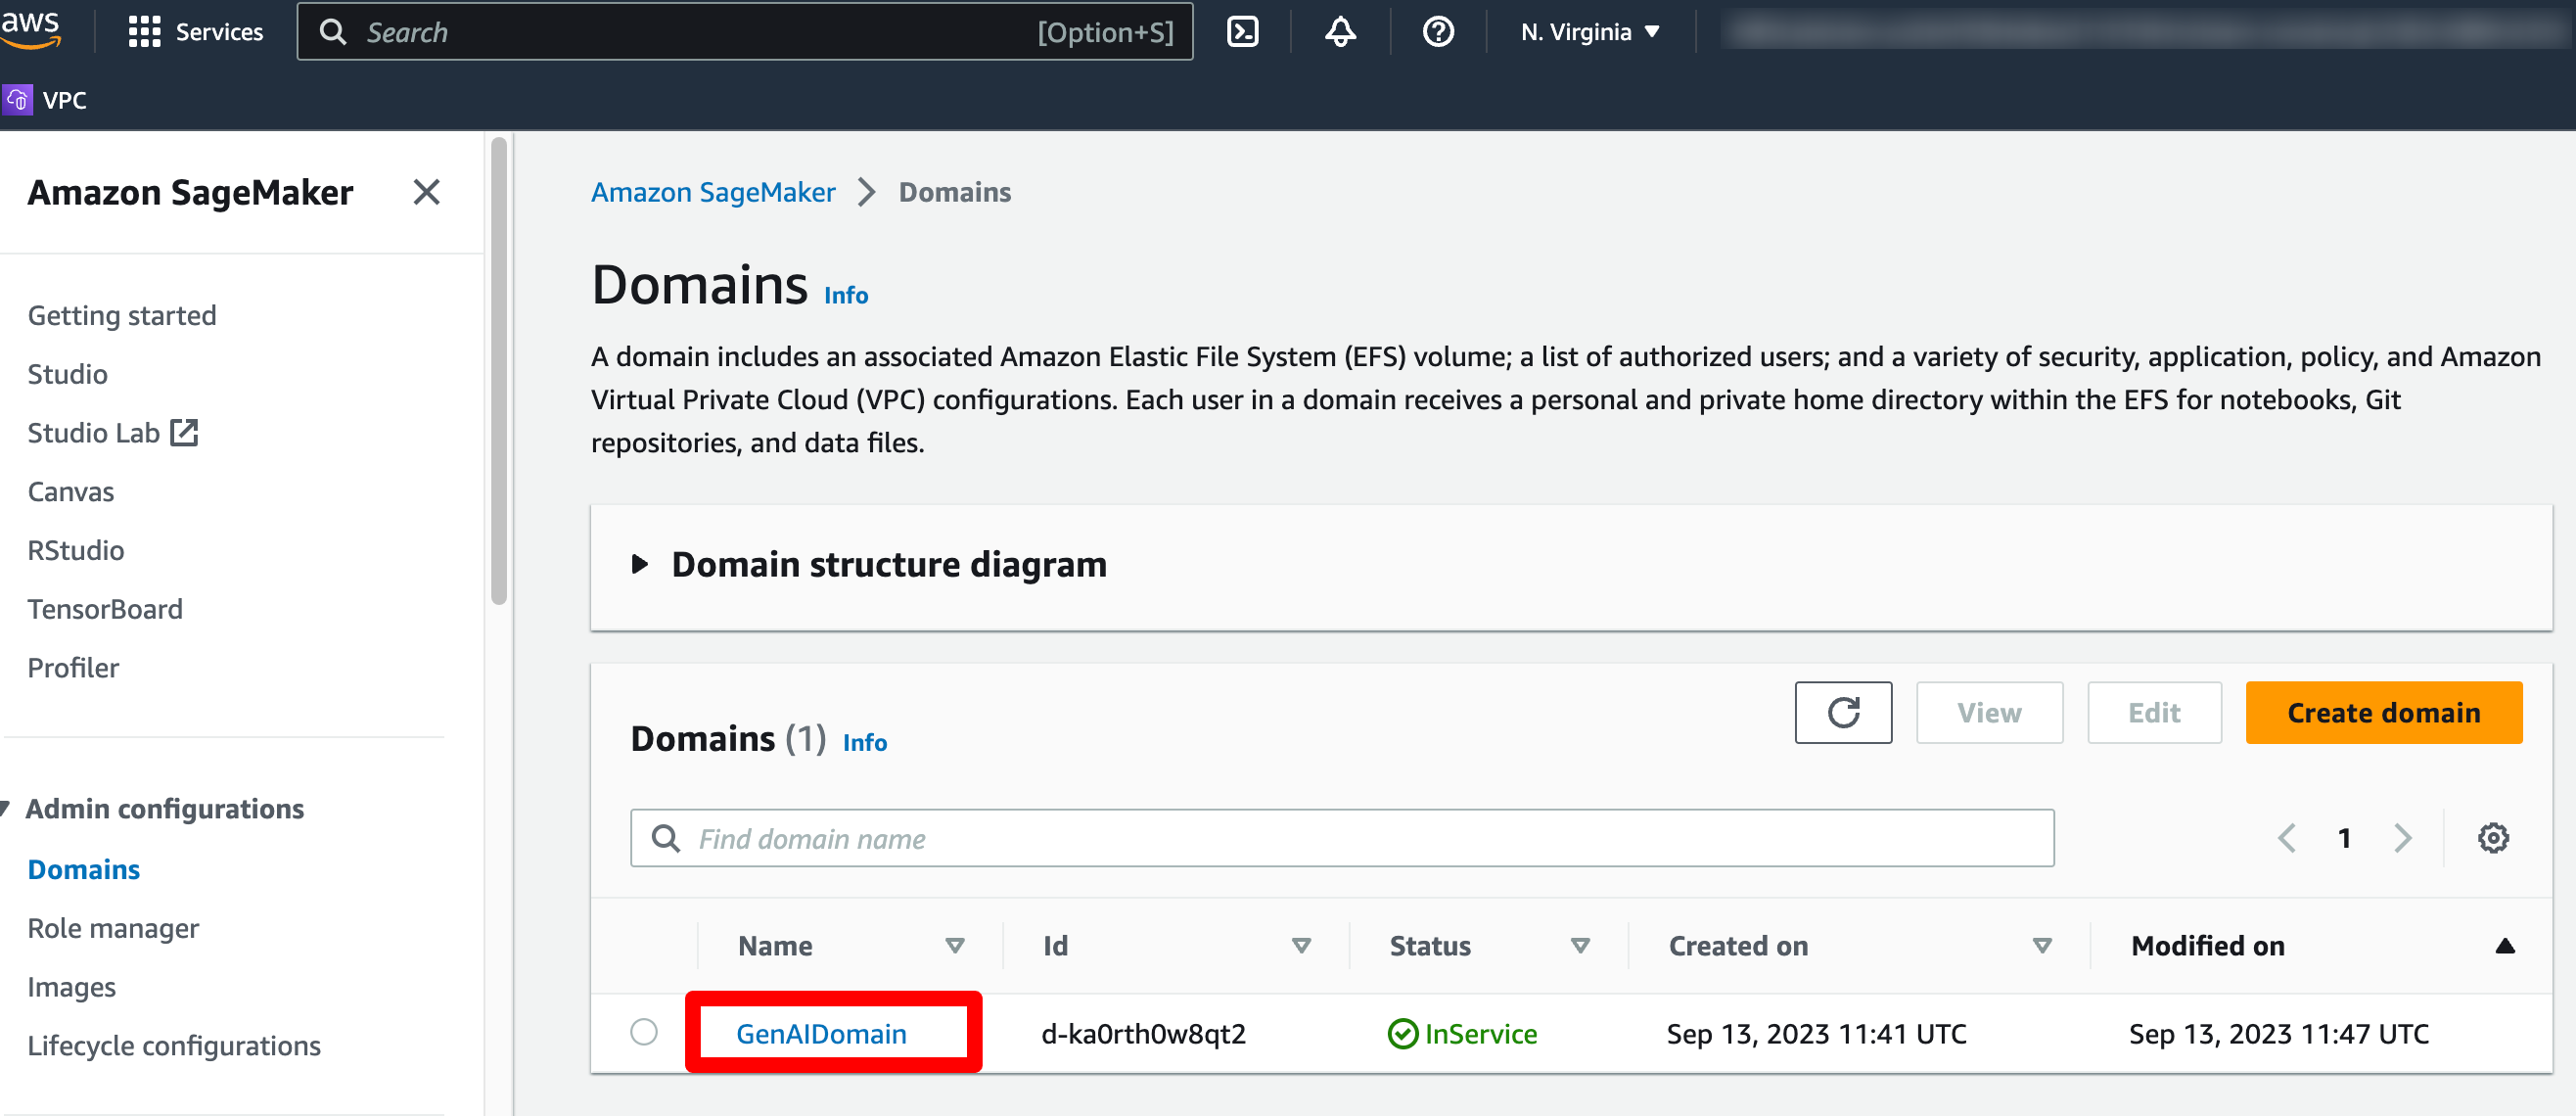 aws
Services
Search
[Option+S]
N. Virginia
VPC
Amazon SageMaker
Getting started
Studio
Studio Lab
Canvas
RStudio
TensorBoard
Profiler
Admin configurations
Domains
Role manager
Images
Lifecycle configurations
Amazon SageMaker
Domains
Domains Info
A domain includes an associated Amazon Elastic File System (EFS) volume; a list of authorized users; and a variety of security, application, policy, and Amazon
Virtual Private Cloud (VPC) configurations. Each user in a domain receives a personal and private home directory within the EFS for notebooks, Git
repositories, and data files.
Domain structure diagram
Domains (1) Info
View
Edit
Create domain
Find domain name
1
Name Id Status Created on Modified on
GenAIDomain d-ka0rth0w8qt2 InService Sep 13, 2023 11:41 UTC Sep 13, 2023 11:47 UTC